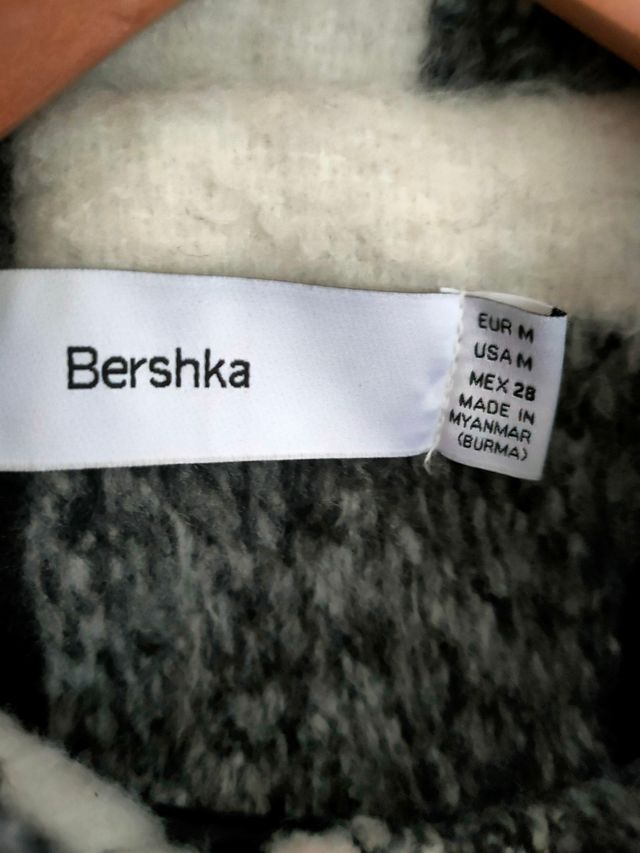 Bershka
EUR M
USA M
MEX 28
MADE IN
MYANMAR
(BURMA)